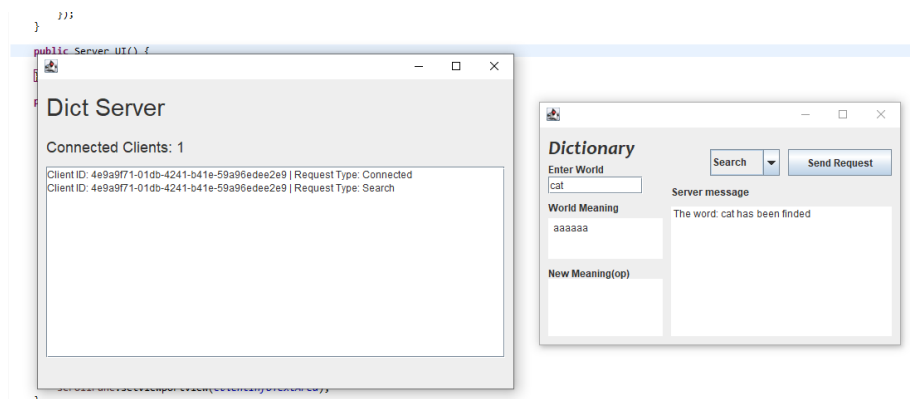 });
}
public Server_UI() {
Dict Server
Connected Clients: 1
Client ID: 4e9a9f71-01db-4241-b41e-59a96edee2e9 | Request Type: Connected
Client ID: 4e9a9f71-01db-4241-b41e-59a96edee2e9 | Request Type: Search
Dictionary
Enter World
cat
Search
Send Request
World Meaning
aaaaaa
New Meaning(op)
Server message
The word: cat has been finded
}